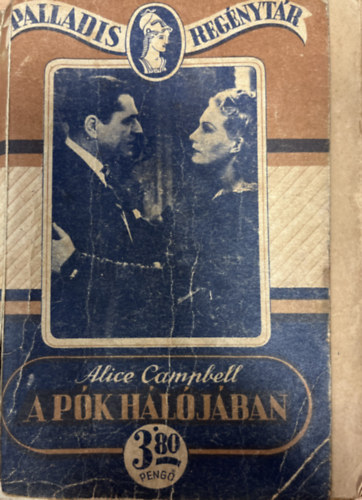 PALLADIS REGÉNYTÁR
Alice Campbell
A PÓK HÁLÓJÁBAN
3·80
PENGŐ